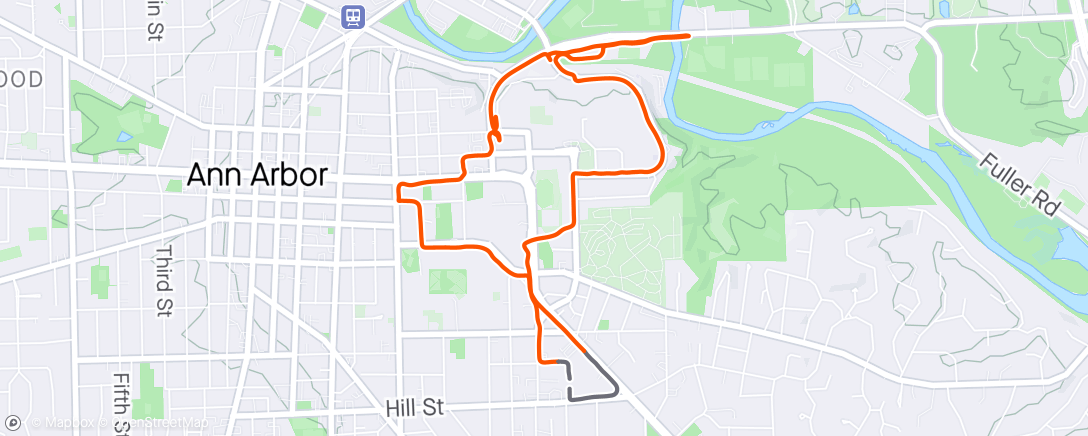 in St
OOD
Ann Arbor
Fuller Rd
Third St
Fifth St
Hill St
© Mapbox © OpenStreetMap